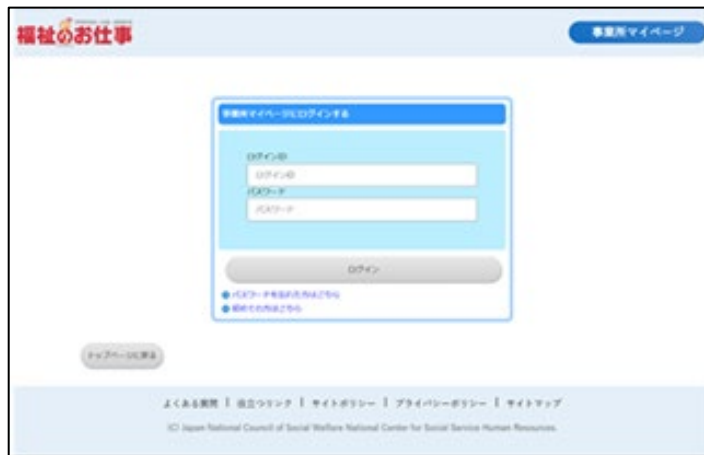 福祉のお仕事
事業所マイページ
事業所マイページにログインする
ログインID
ログインID
パスワード
パスワード
ログイン
パスワードを忘れた方はこちら
初めての方はこちら
トップページに戻る
よくある質問 | 役立つリンク | サイトポリシー | プライバシーポリシー | サイトマップ
(C) Japan National Council of Social Welfare National Center for Social Service Human Resources.